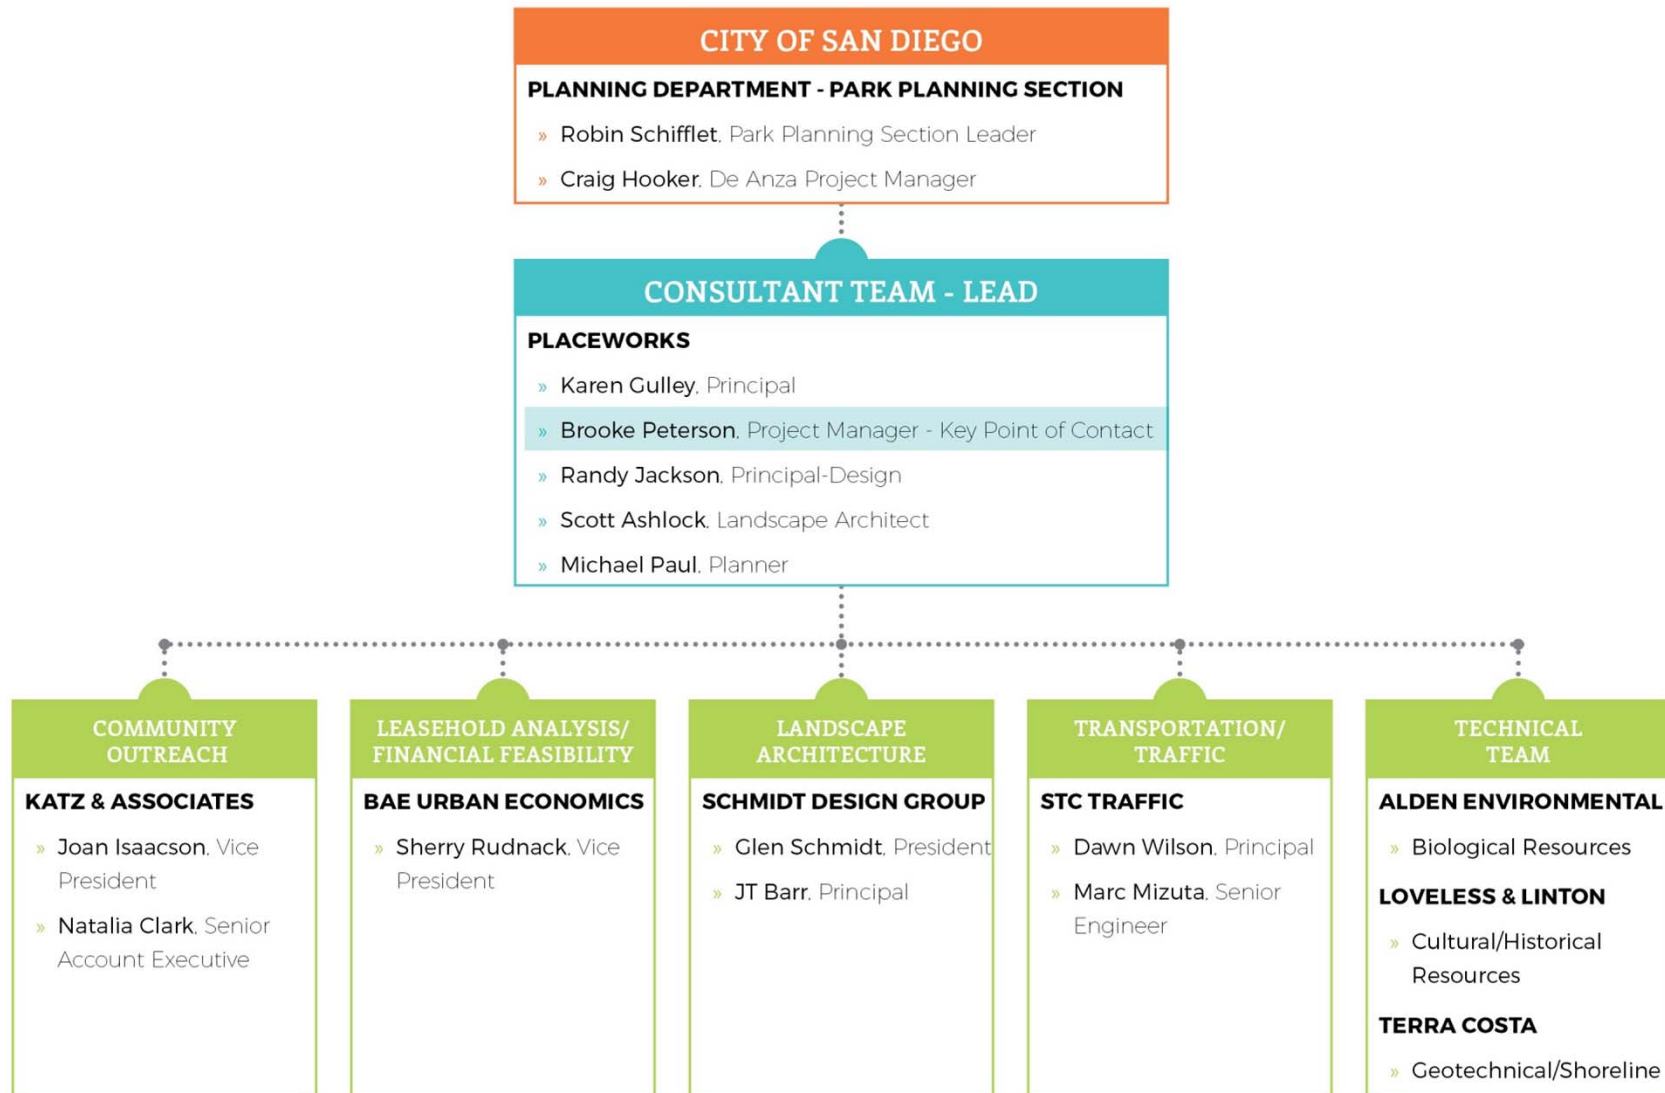 CITY OF SAN DIEGO
PLANNING DEPARTMENT - PARK PLANNING SECTION
» Robin Schifflet, Park Planning Section Leader
» Craig Hooker, De Anza Project Manager
CONSULTANT TEAM - LEAD
PLACEWORKS
» Karen Gulley, Principal
» Brooke Peterson, Project Manager - Key Point of Contact
» Randy Jackson, Principal-Design
» Scott Ashlock, Landscape Architect
» Michael Paul, Planner
COMMUNITY
OUTREACH
KATZ & ASSOCIATES
» Joan Isaacson, Vice
President
» Natalia Clark, Senior
Account Executive
LEASEHOLD ANALYSIS/
FINANCIAL FEASIBILITY
BAE URBAN ECONOMICS
» Sherry Rudnack, Vice
President
LANDSCAPE
ARCHITECTURE
SCHMIDT DESIGN GROUP
» Glen Schmidt, President
» JT Barr, Principal
TRANSPORTATION/
TRAFFIC
STC TRAFFIC
» Dawn Wilson, Principal
» Marc Mizuta, Senior
Engineer
TECHNICAL
TEAM
ALDEN ENVIRONMENTAL
» Biological Resources
LOVELESS & LINTON
» Cultural/Historical
Resources
TERRA COSTA
» Geotechnical/Shoreline